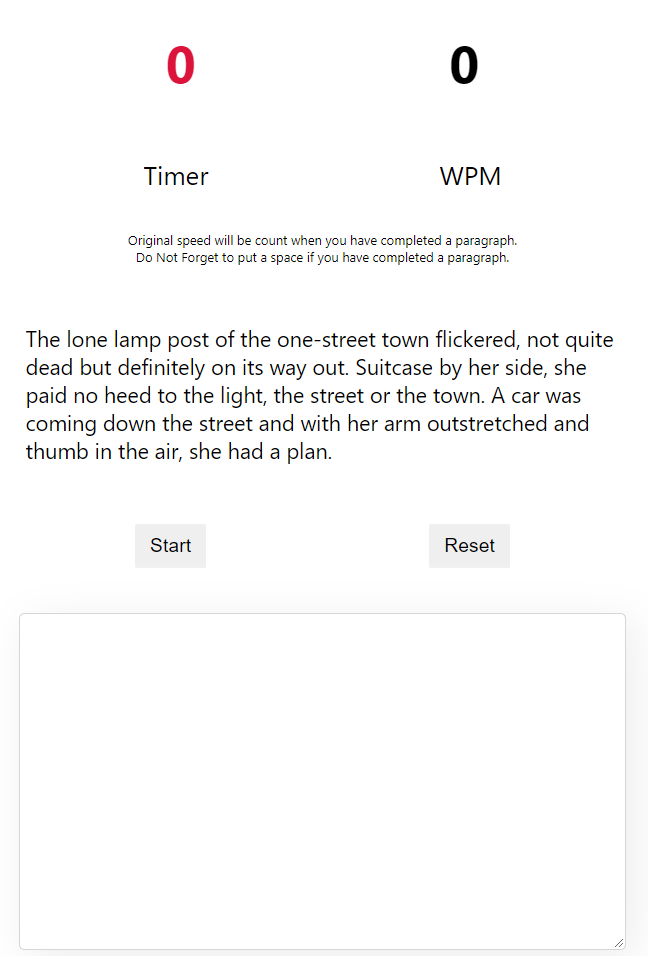 0
0
Timer
WPM
Original speed will be count when you have completed a paragraph.
Do Not Forget to put a space if you have completed a paragraph.
The lone lamp post of the one-street town flickered, not quite
dead but definitely on its way out. Suitcase by her side, she
paid no heed to the light, the street or the town. A car was
coming down the street and with her arm outstretched and
thumb in the air, she had a plan.
Start
Reset